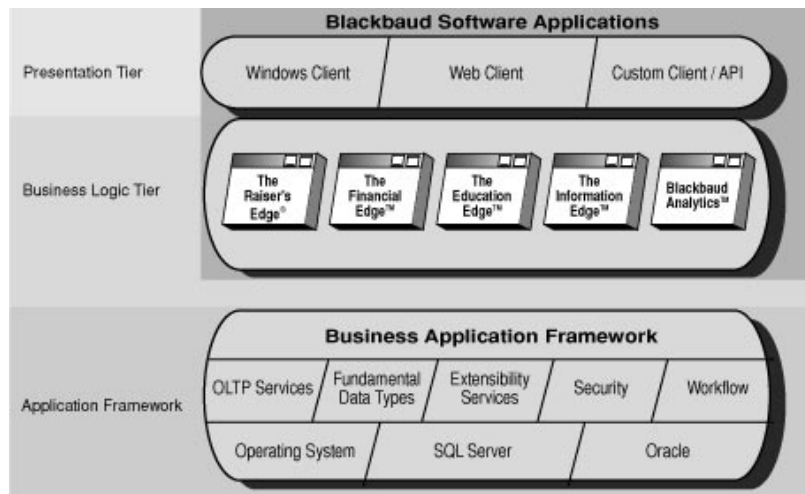 Blackbaud Software Applications
Presentation Tier
Windows Client
Web Client
Custom Client / API
Business Logic Tier
The
Raiser's
Edge®
The
Financial
Edge™
The
Education
Edge™
The
Information
Edge™
Blackbaud
Analytics™
Business Application Framework
Application Framework
OLTP Services
Fundamental
Data Types
Extensibility
Services
Security
Workflow
Operating System
SQL Server
Oracle